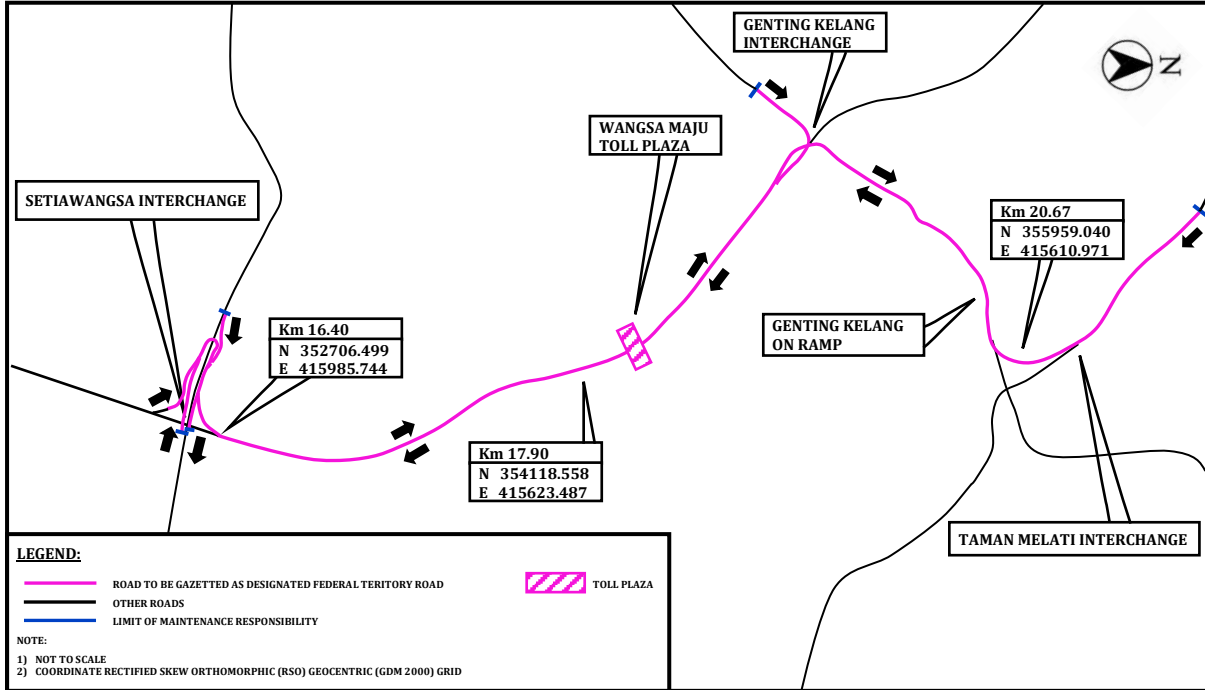 GENTING KELANG
INTERCHANGE
N
WANGSA MAJU
TOLL PLAZA
SETIAWANGSA INTERCHANGE
Km 20.67
N 355959.040
E 415610.971
Km 16.40
N 352706.499
E 415985.744
GENTING KELANG
ON RAMP
Km 17.90
N 354118.558
E 415623.487
TAMAN MELATI INTERCHANGE
LEGEND:
ROAD TO BE GAZETTED AS DESIGNATED FEDERAL TERITORY ROAD
TOLL PLAZA
OTHER ROADS
LIMIT OF MAINTENANCE RESPONSIBILITY
NOTE:
1) NOT TO SCALE
2) COORDINATE RECTIFIED SKEW ORTHOMORPHIC (RSO) GEOCENTRIC (GDM 2000) GRID